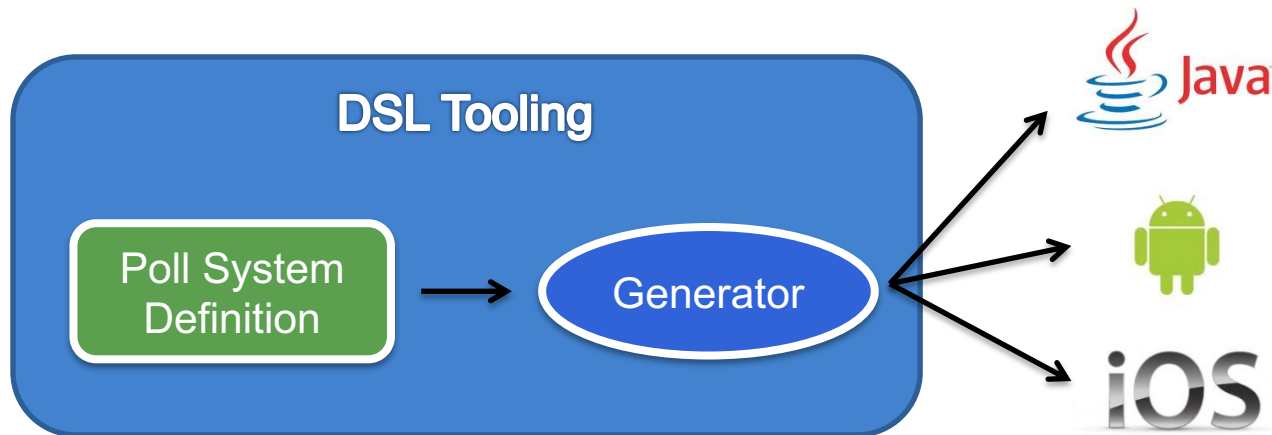 DSL Tooling
Java
Poll System
Definition
Generator
iOS